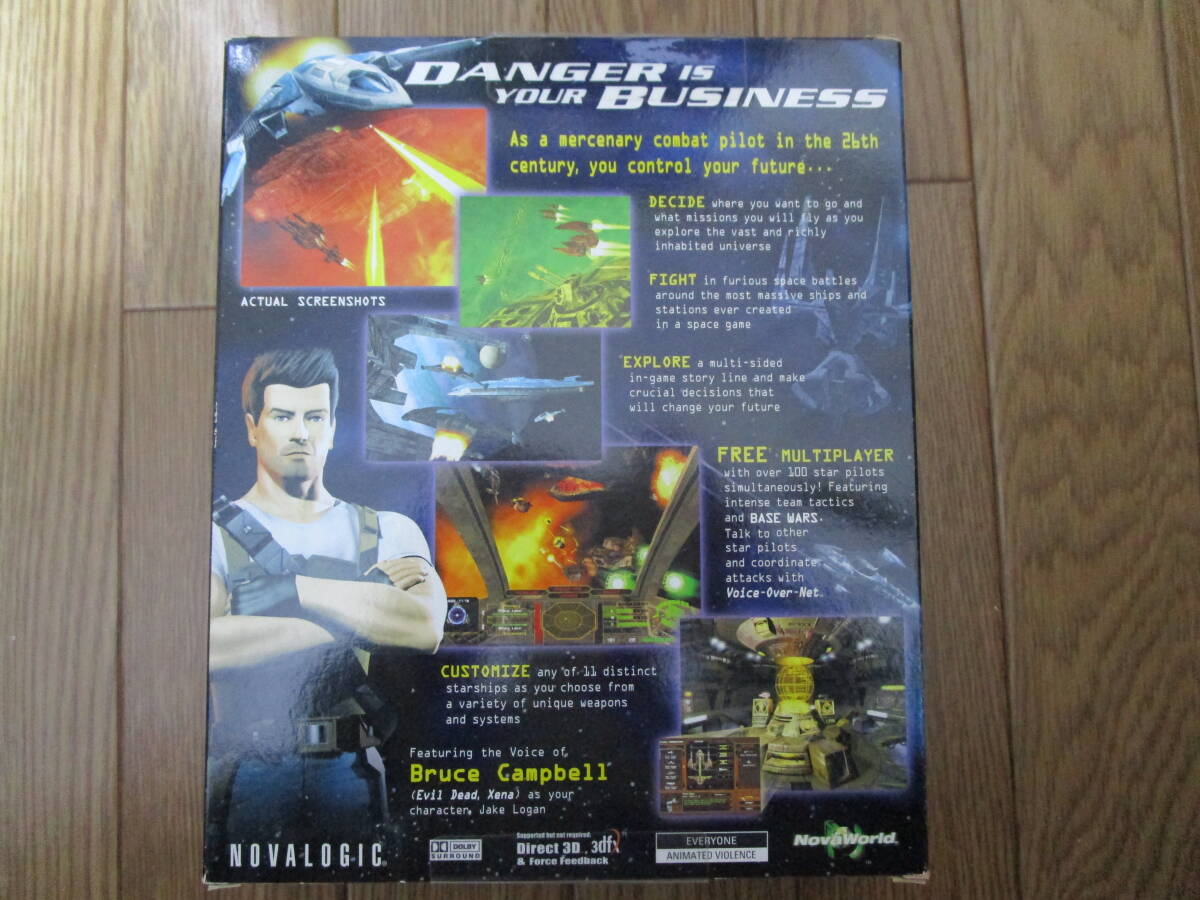 DANGER IS
YOUR BUSINESS
As a mercenary combat pilot in the 26th
century, you control your future...
DECIDE where you want to go and
what missions you will fly as you
explore the vast and richly
inhabited universe
FIGHT in furious space battles
around the most massive ships and
stations ever created
in a space game
ACTUAL SCREENSHOTS
EXPLORE a multi-sided
in-game story line and make
crucial decisions that
will change your future
FREE MULTIPLAYER
with over 100 star pilots
simultaneously! Featuring
intense team tactics
and BASE WARS.
Talk to other
star pilots
and coordinate
attacks with
Voice-Over-Net.
CUSTOMIZE any of 11 distinct
starships as you choose from
a variety of unique weapons
and systems
Featuring the Voice of
Bruce Campbell
(Evil Dead, Xena) as your
character, Jake Logan
NOVALOGIC
DOLBY
SURROUND
Supported but not required:
Direct 3D, 3dfx
& Force Feedback
EVERYONE
ANIMATED VIOLENCE
NovaWorld